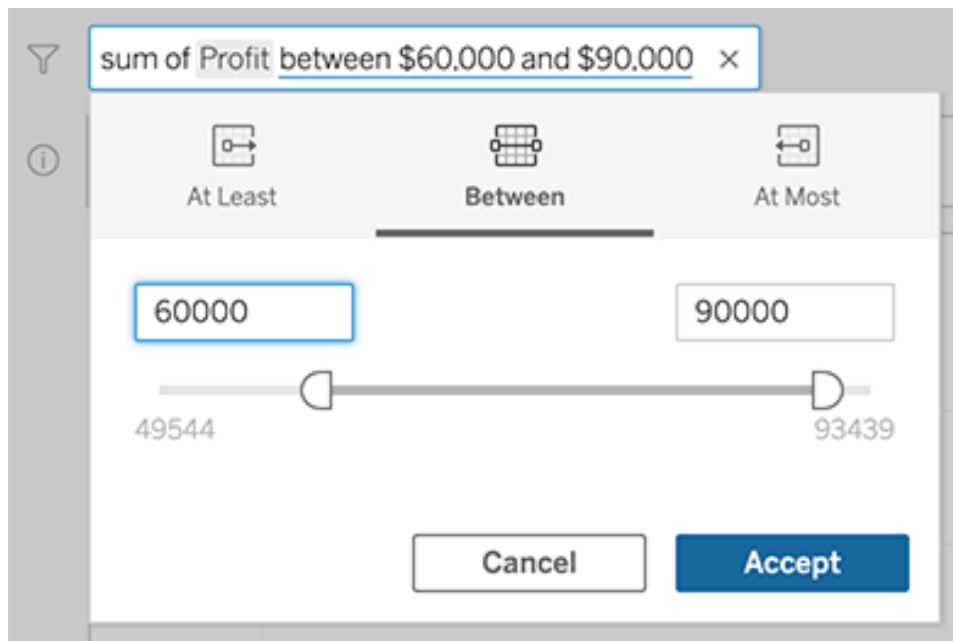 sum of Profit between $60,000 and $90,000 ×
At Least Between At Most
60000 90000
49544 93439
Cancel Accept